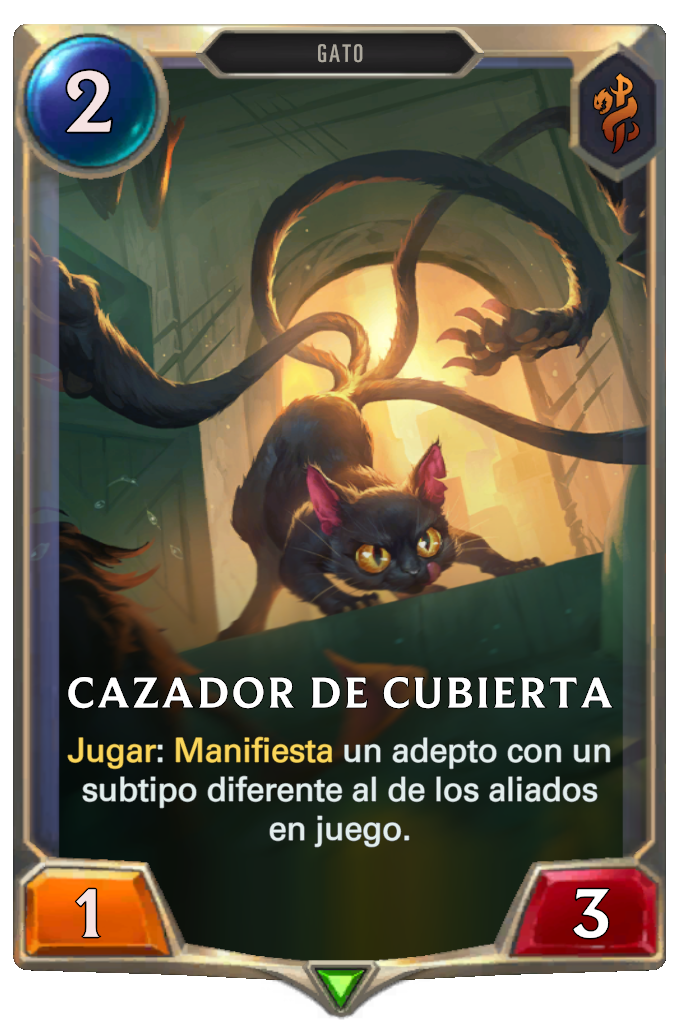 GATO
2
CAZADOR DE CUBIERTA
Jugar: Manifiesta un adepto con un
subtipo diferente al de los aliados
en juego.
1
3